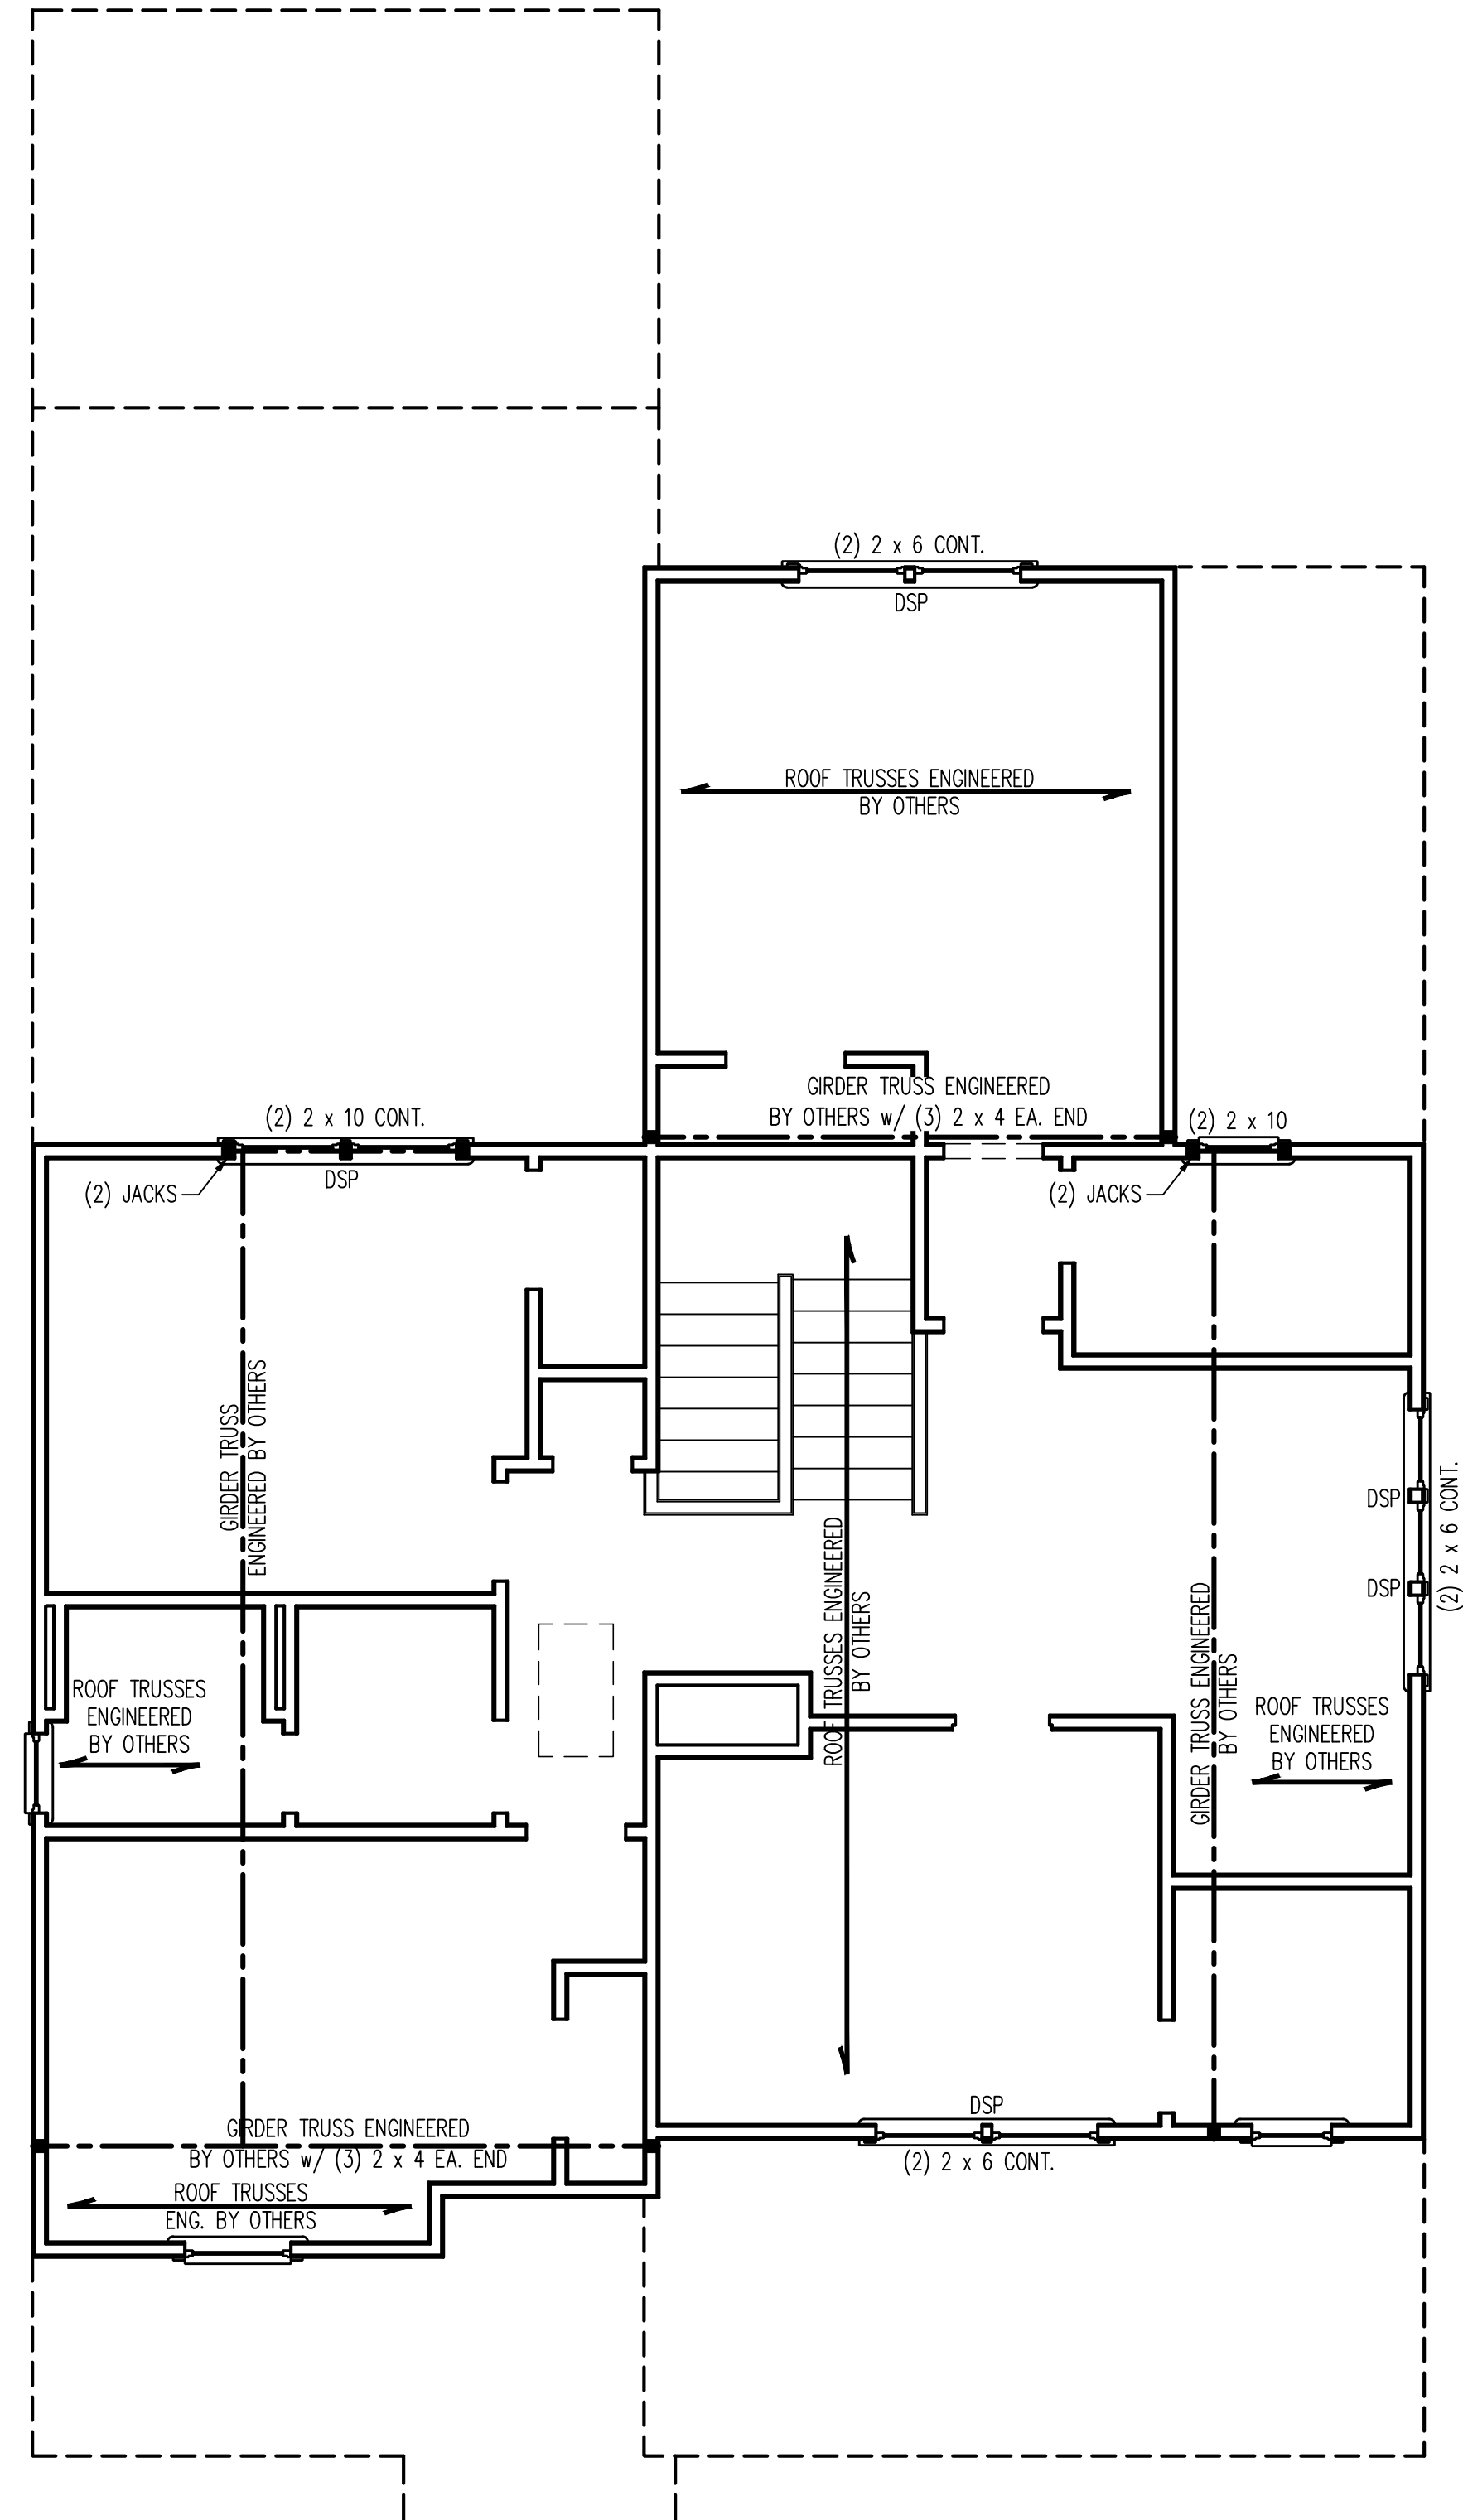 (2) 2 x 6 CONT.
DSP
ROOF TRUSSES ENGINEERED
BY OTHERS
GIRDER TRUSS ENGINEERED
BY OTHERS w/ (3) 2 x 4 EA. END
(2) 2 x 10 CONT.
DSP
(2) JACKS
(2) 2 x 10
(2) JACKS
GIRDER TRUSS
ENGINEERED BY OTHERS
ROOF TRUSSES ENGINEERED
BY OTHERS
GIRDER TRUSS ENGINEERED
BY OTHERS
DSP
DSP
(2) 2 x 6 CONT.
ROOF TRUSSES
ENGINEERED
BY OTHERS
ROOF TRUSSES
ENGINEERED
BY OTHERS
DSP
(2) 2 x 6 CONT.
GIRDER TRUSS ENGINEERED
BY OTHERS w/ (3) 2 x 4 EA. END
ROOF TRUSSES
ENG. BY OTHERS